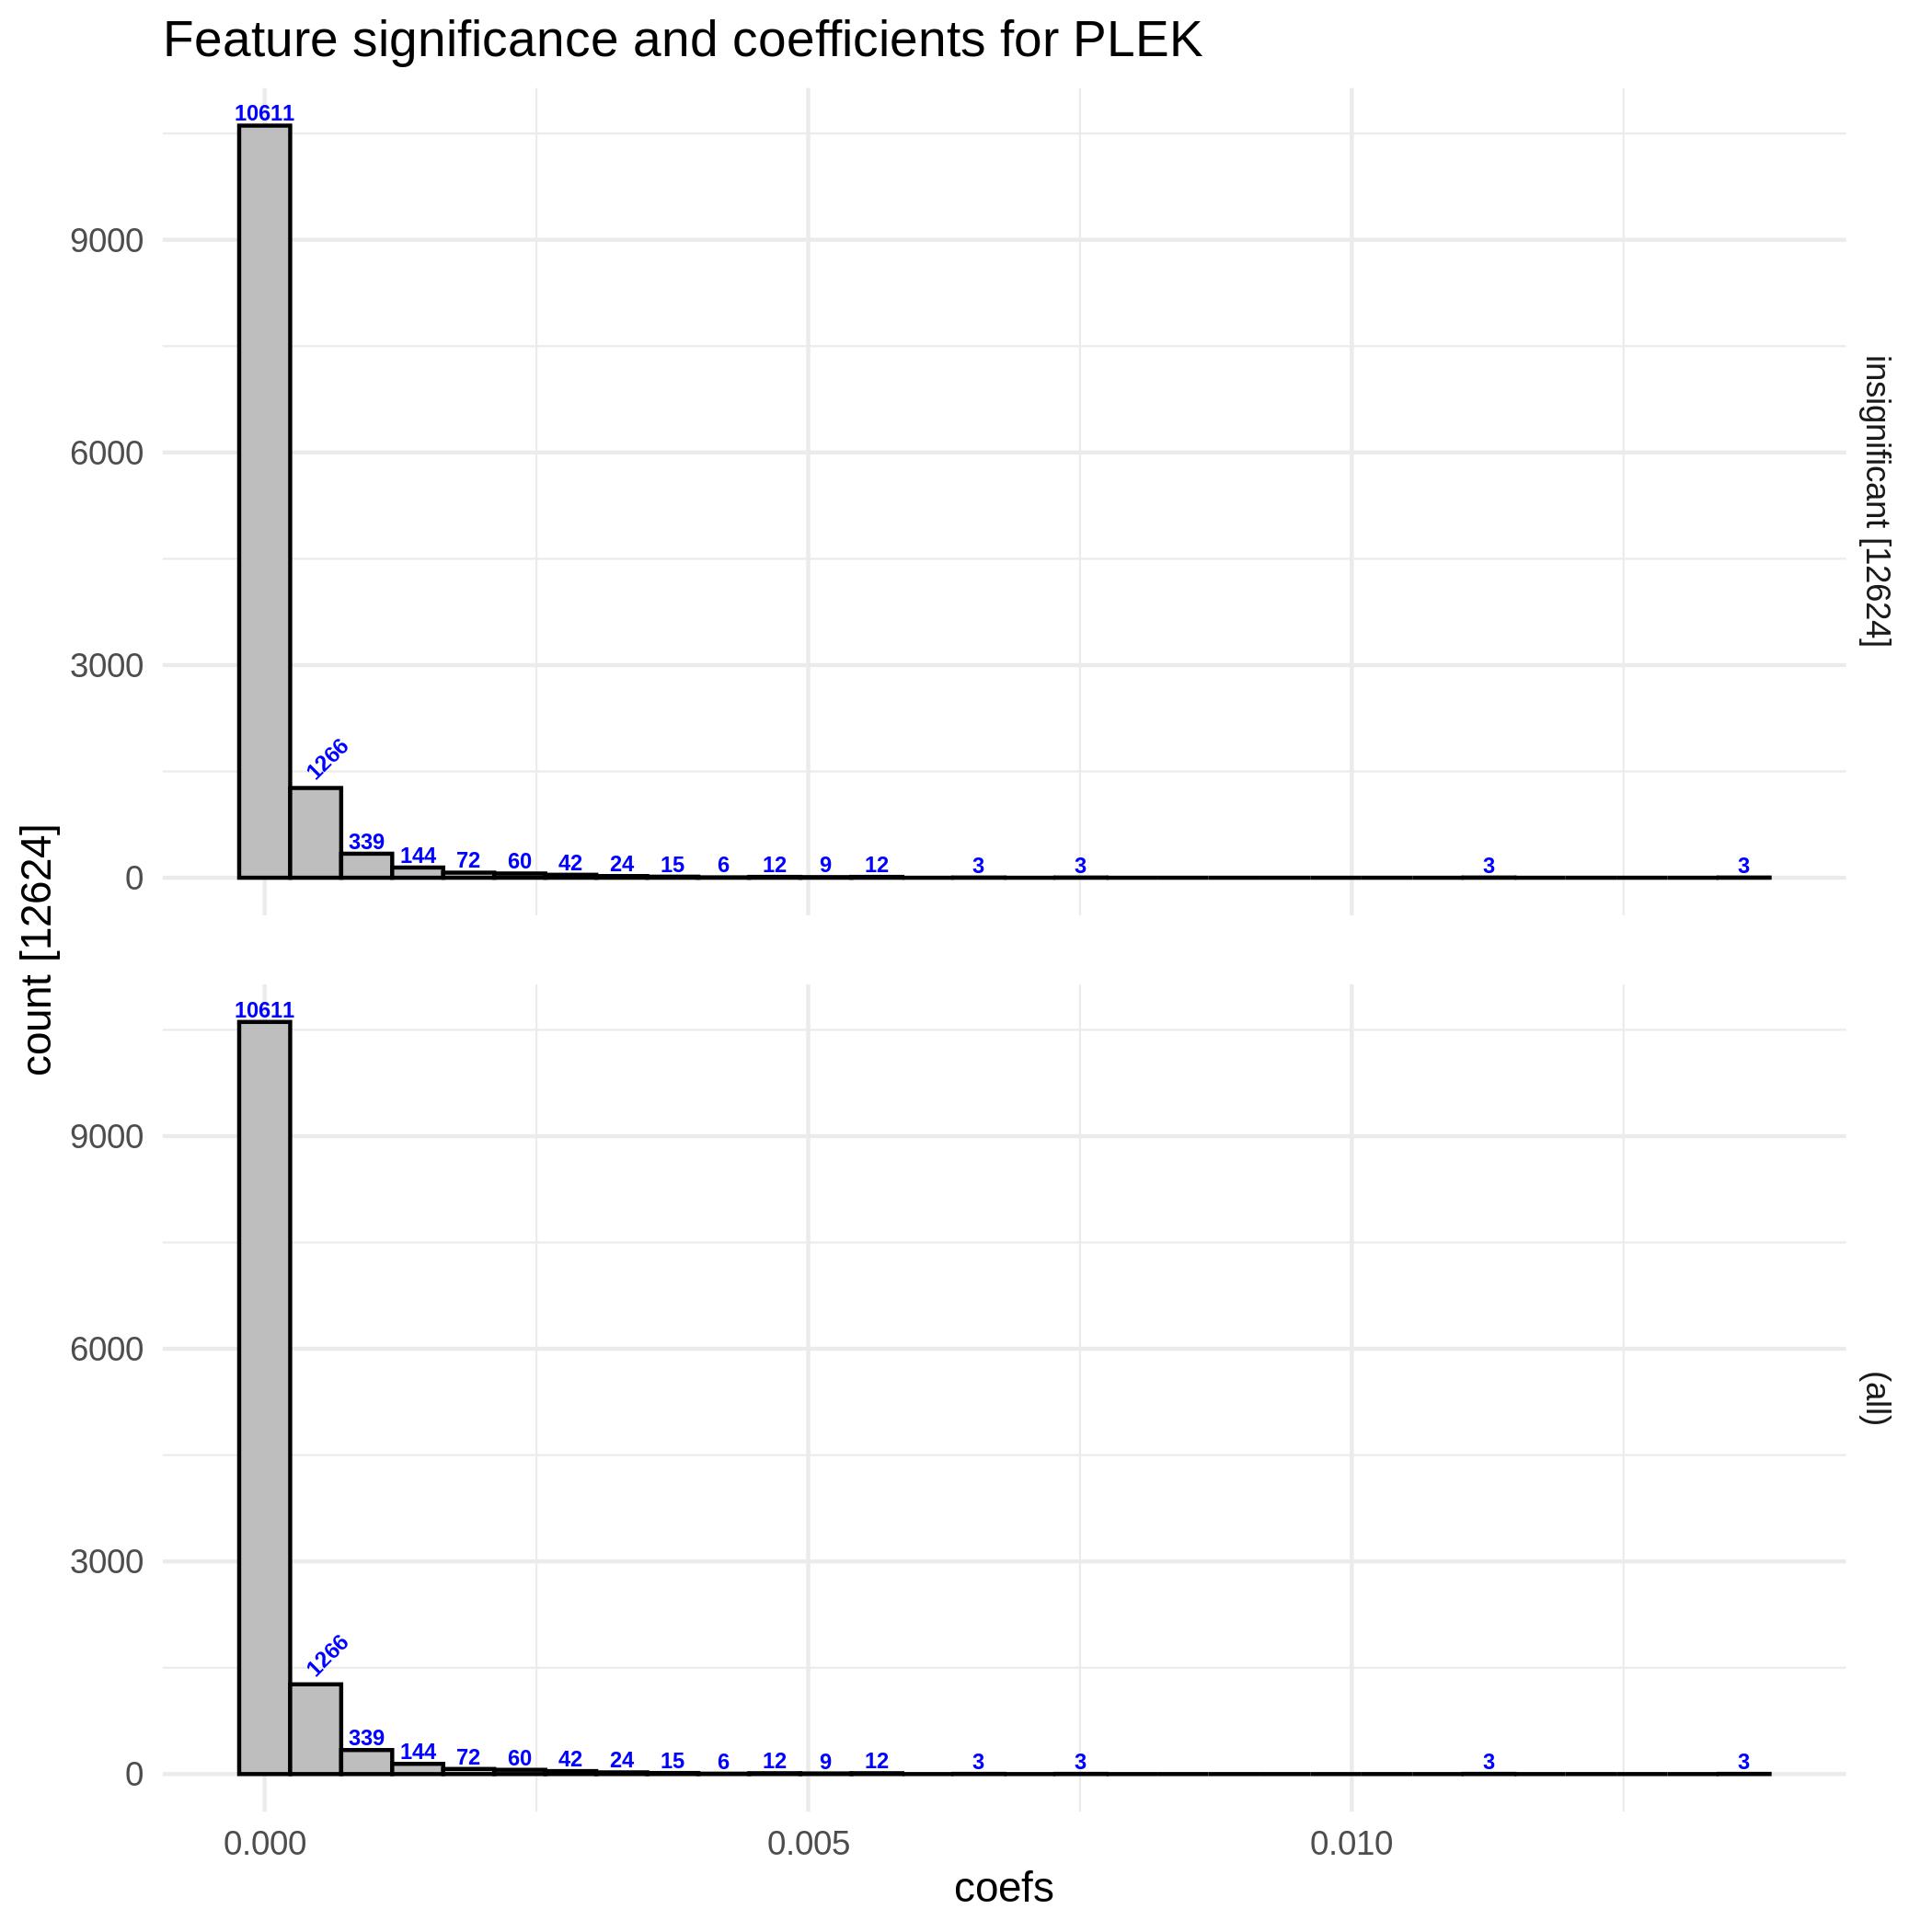 Feature significance and coefficients for PLEK
count [12624]
10611
9000
6000
3000
1266
339 144 72 60 42 24 15 6 12 9 12 3 3 3 3
0
insignificant [12624]
10611
9000
6000
3000
1266
339 144 72 60 42 24 15 6 12 9 12 3 3 3 3
0
(all)
0.000 0.005 0.010
coefs